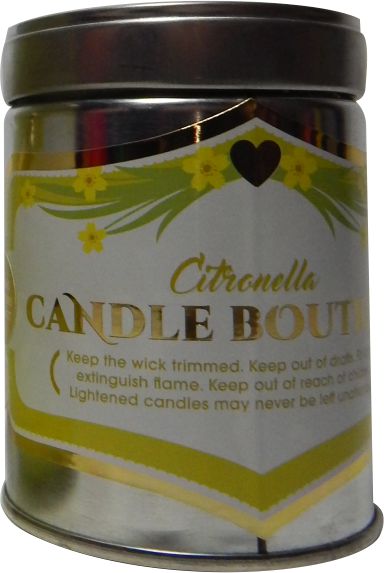 Citronella
CANDLE BOUTI
Keep the wick trimmed. Keep out of drafts.
extinguish flame. Keep out of reach of
Lightened candles may never be left